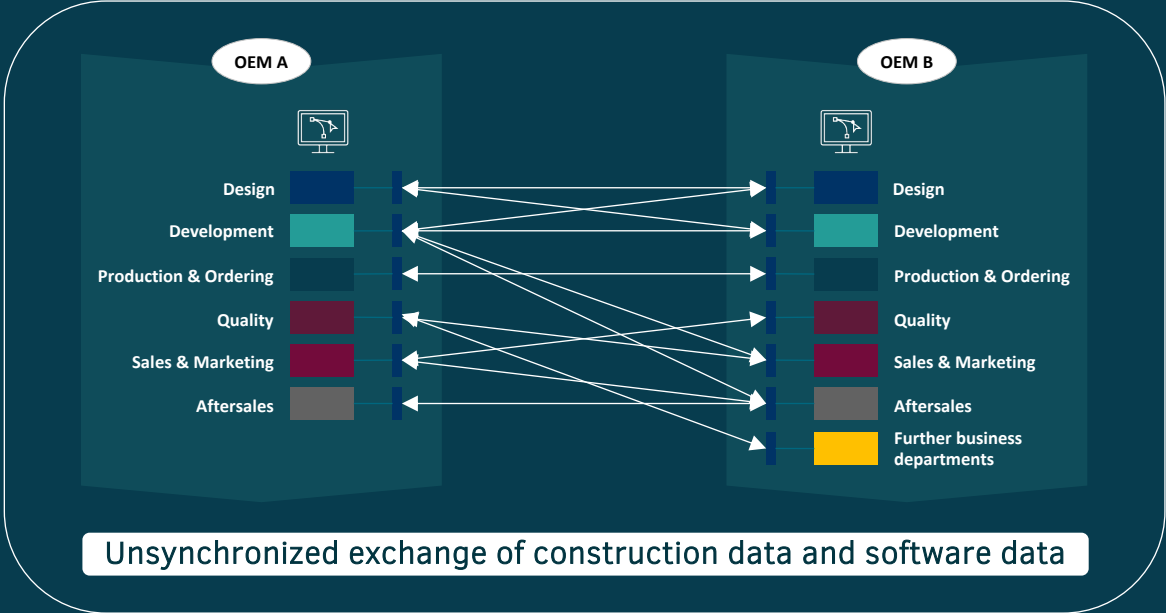 OEM A
OEM B
Design
Development
Production & Ordering
Quality
Sales & Marketing
Aftersales
Design
Development
Production & Ordering
Quality
Sales & Marketing
Aftersales
Further business
departments
Unsynchronized exchange of construction data and software data